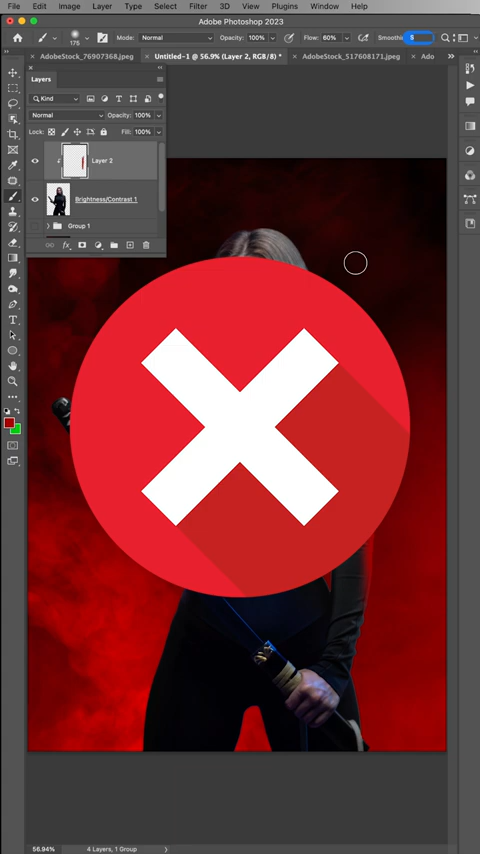 File Edit Image Layer Type Select Filter 3D View Plugins Window Help
Adobe Photoshop 2023
175 Mode: Normal Opacity: 100% Flow: 60% Smoothi 5
AdobeStock_76907368.jpeg Untitled-1 @ 56.9% (Layer 2, RGB/8) * AdobeStock_517608171.jpeg Ado
Layers
Kind
Normal Opacity: 100%
Lock: Fill: 100%
Layer 2
Brightness/Contrast 1
Group 1
fx
56.94% 4 Layers, 1 Group